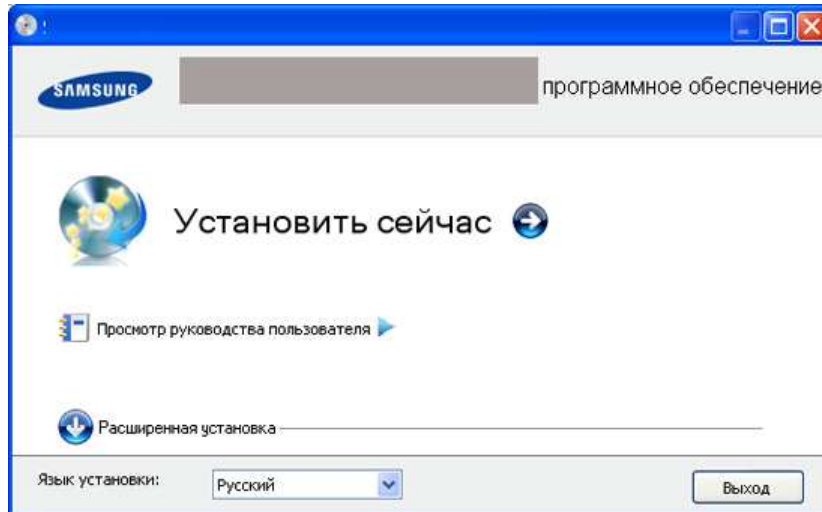 SAMSUNG
программное обеспечение
Установить сейчас
Просмотр руководства пользователя
Расширенная установка
Язык установки:
Русский
Выход